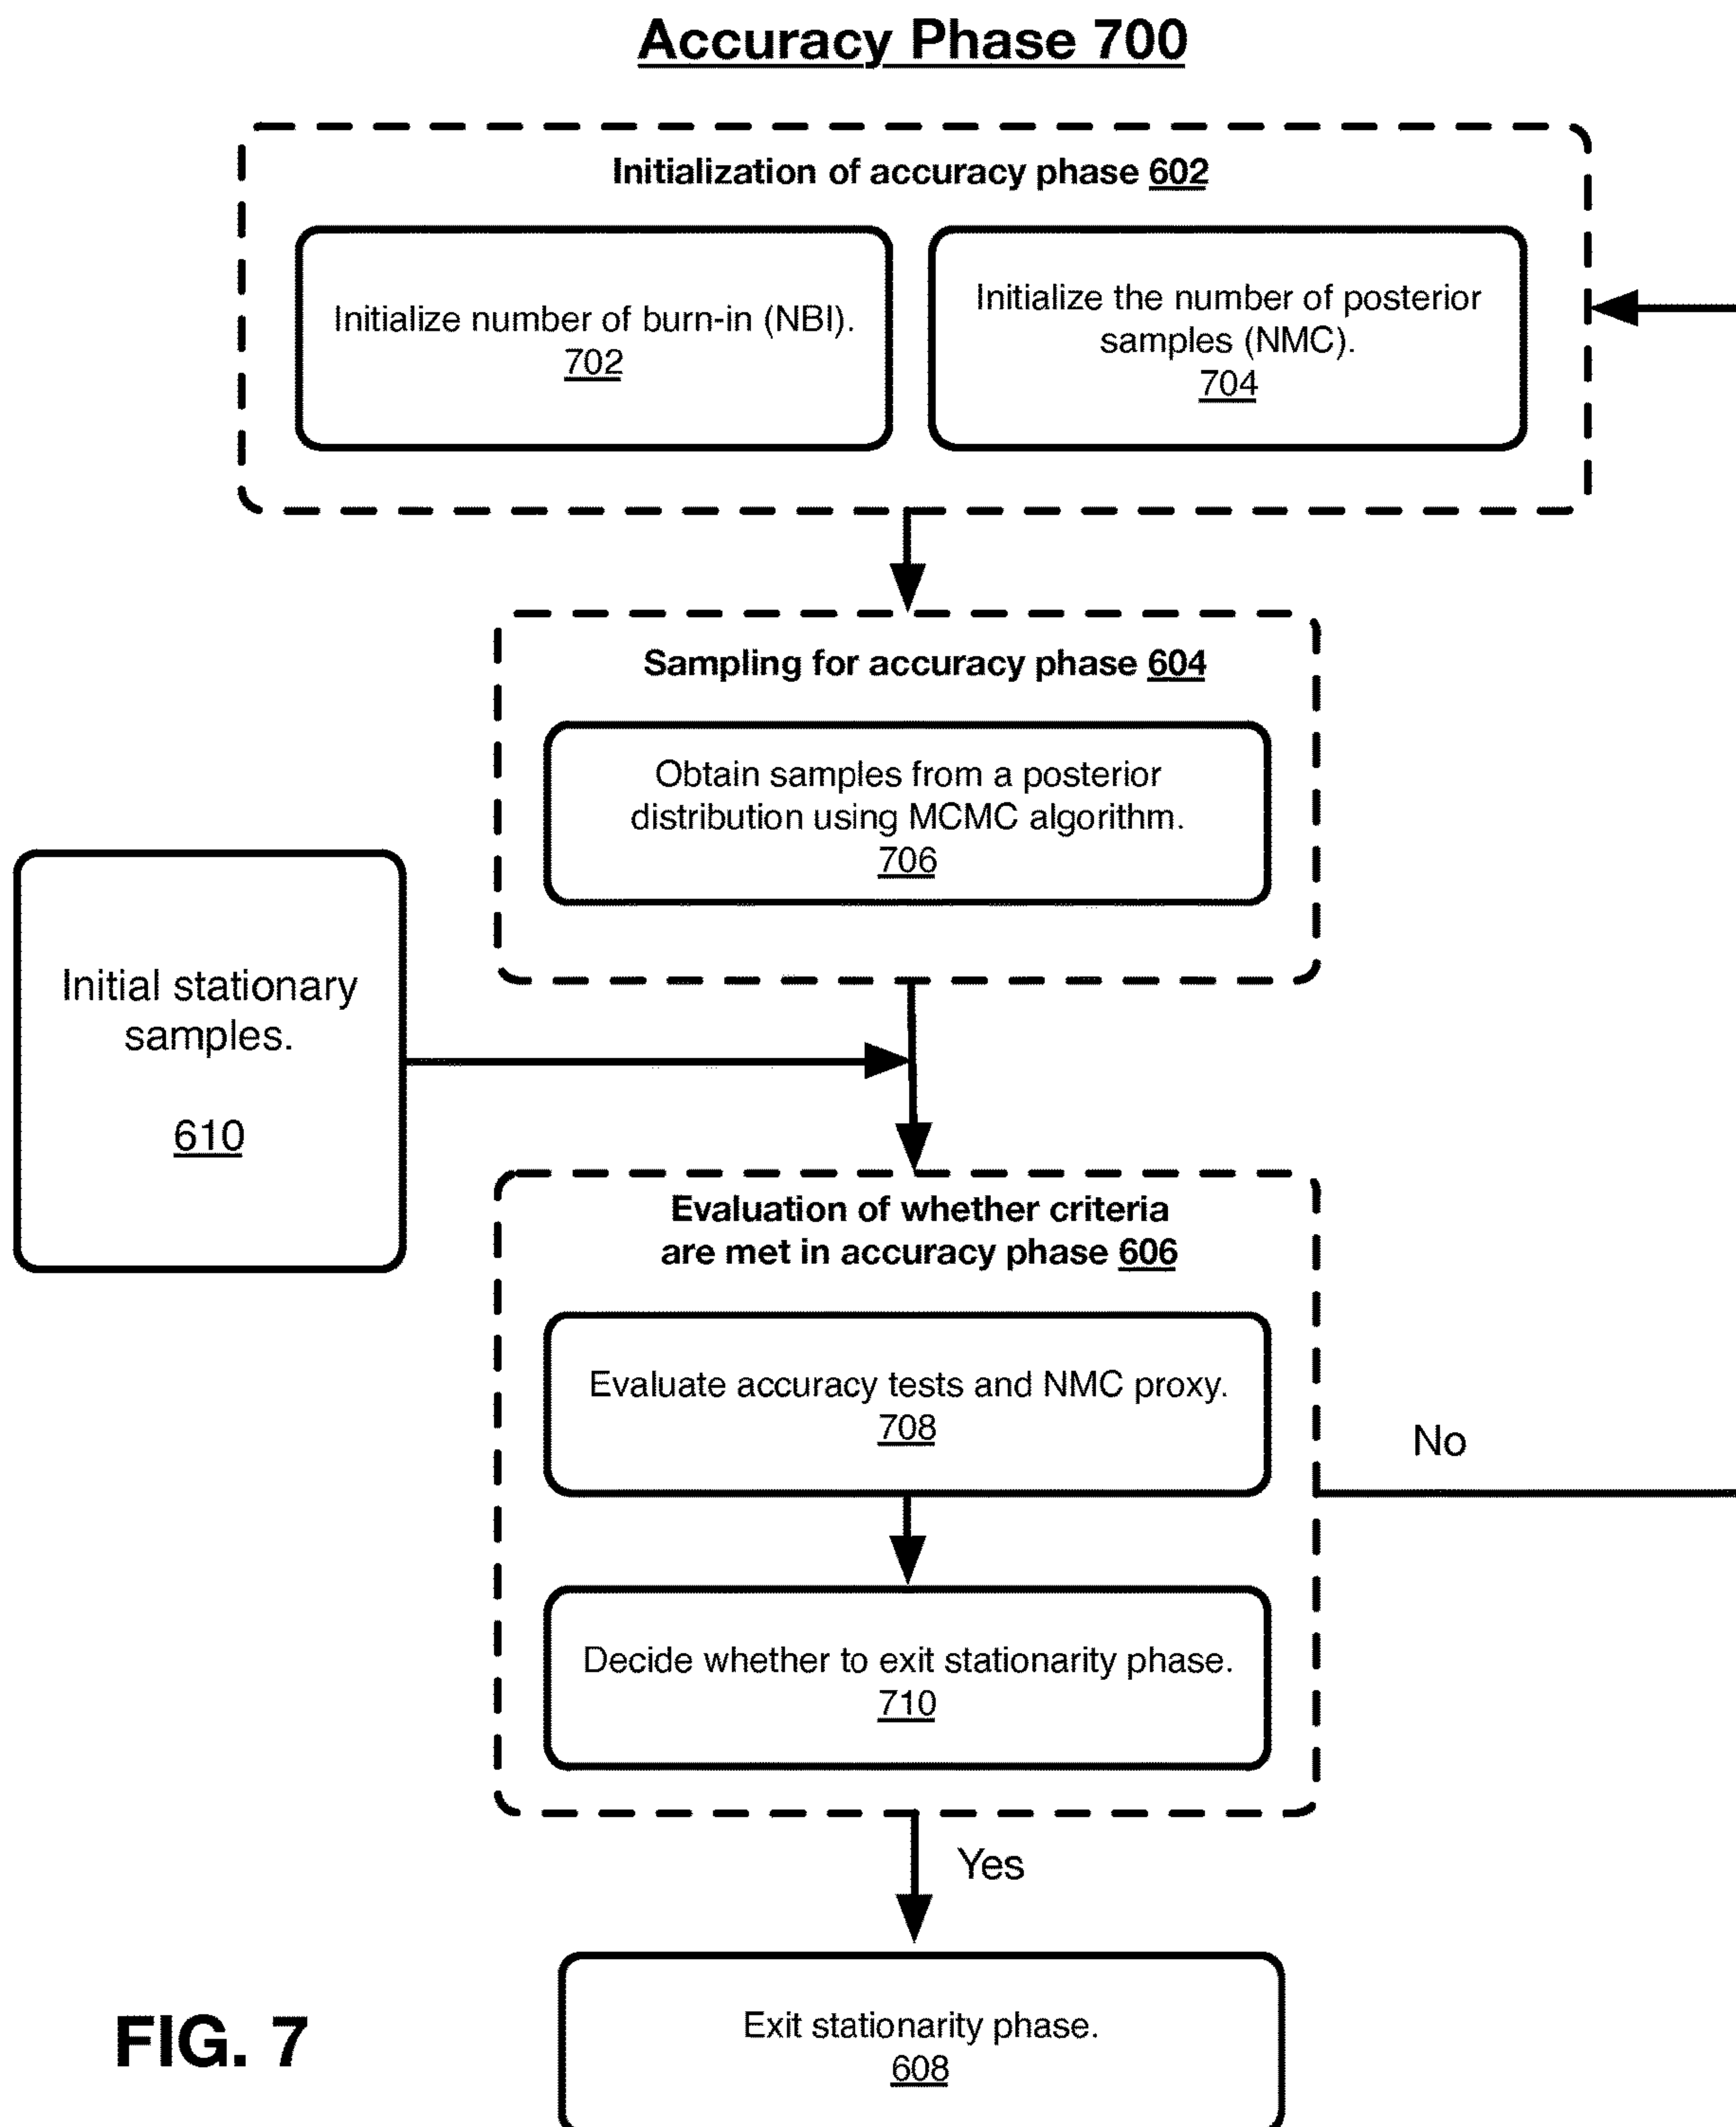 Accuracy Phase 700
Initialization of accuracy phase 602
Initialize number of burn-in (NBI).
702
Initialize the number of posterior
samples (NMC).
704
Sampling for accuracy phase 604
Obtain samples from a posterior
distribution using MCMC algorithm.
706
Initial stationary
samples.
610
Evaluation of whether criteria
are met in accuracy phase 606
Evaluate accuracy tests and NMC proxy.
708
No
Decide whether to exit stationarity phase.
710
Yes
Exit stationarity phase.
608
FIG. 7